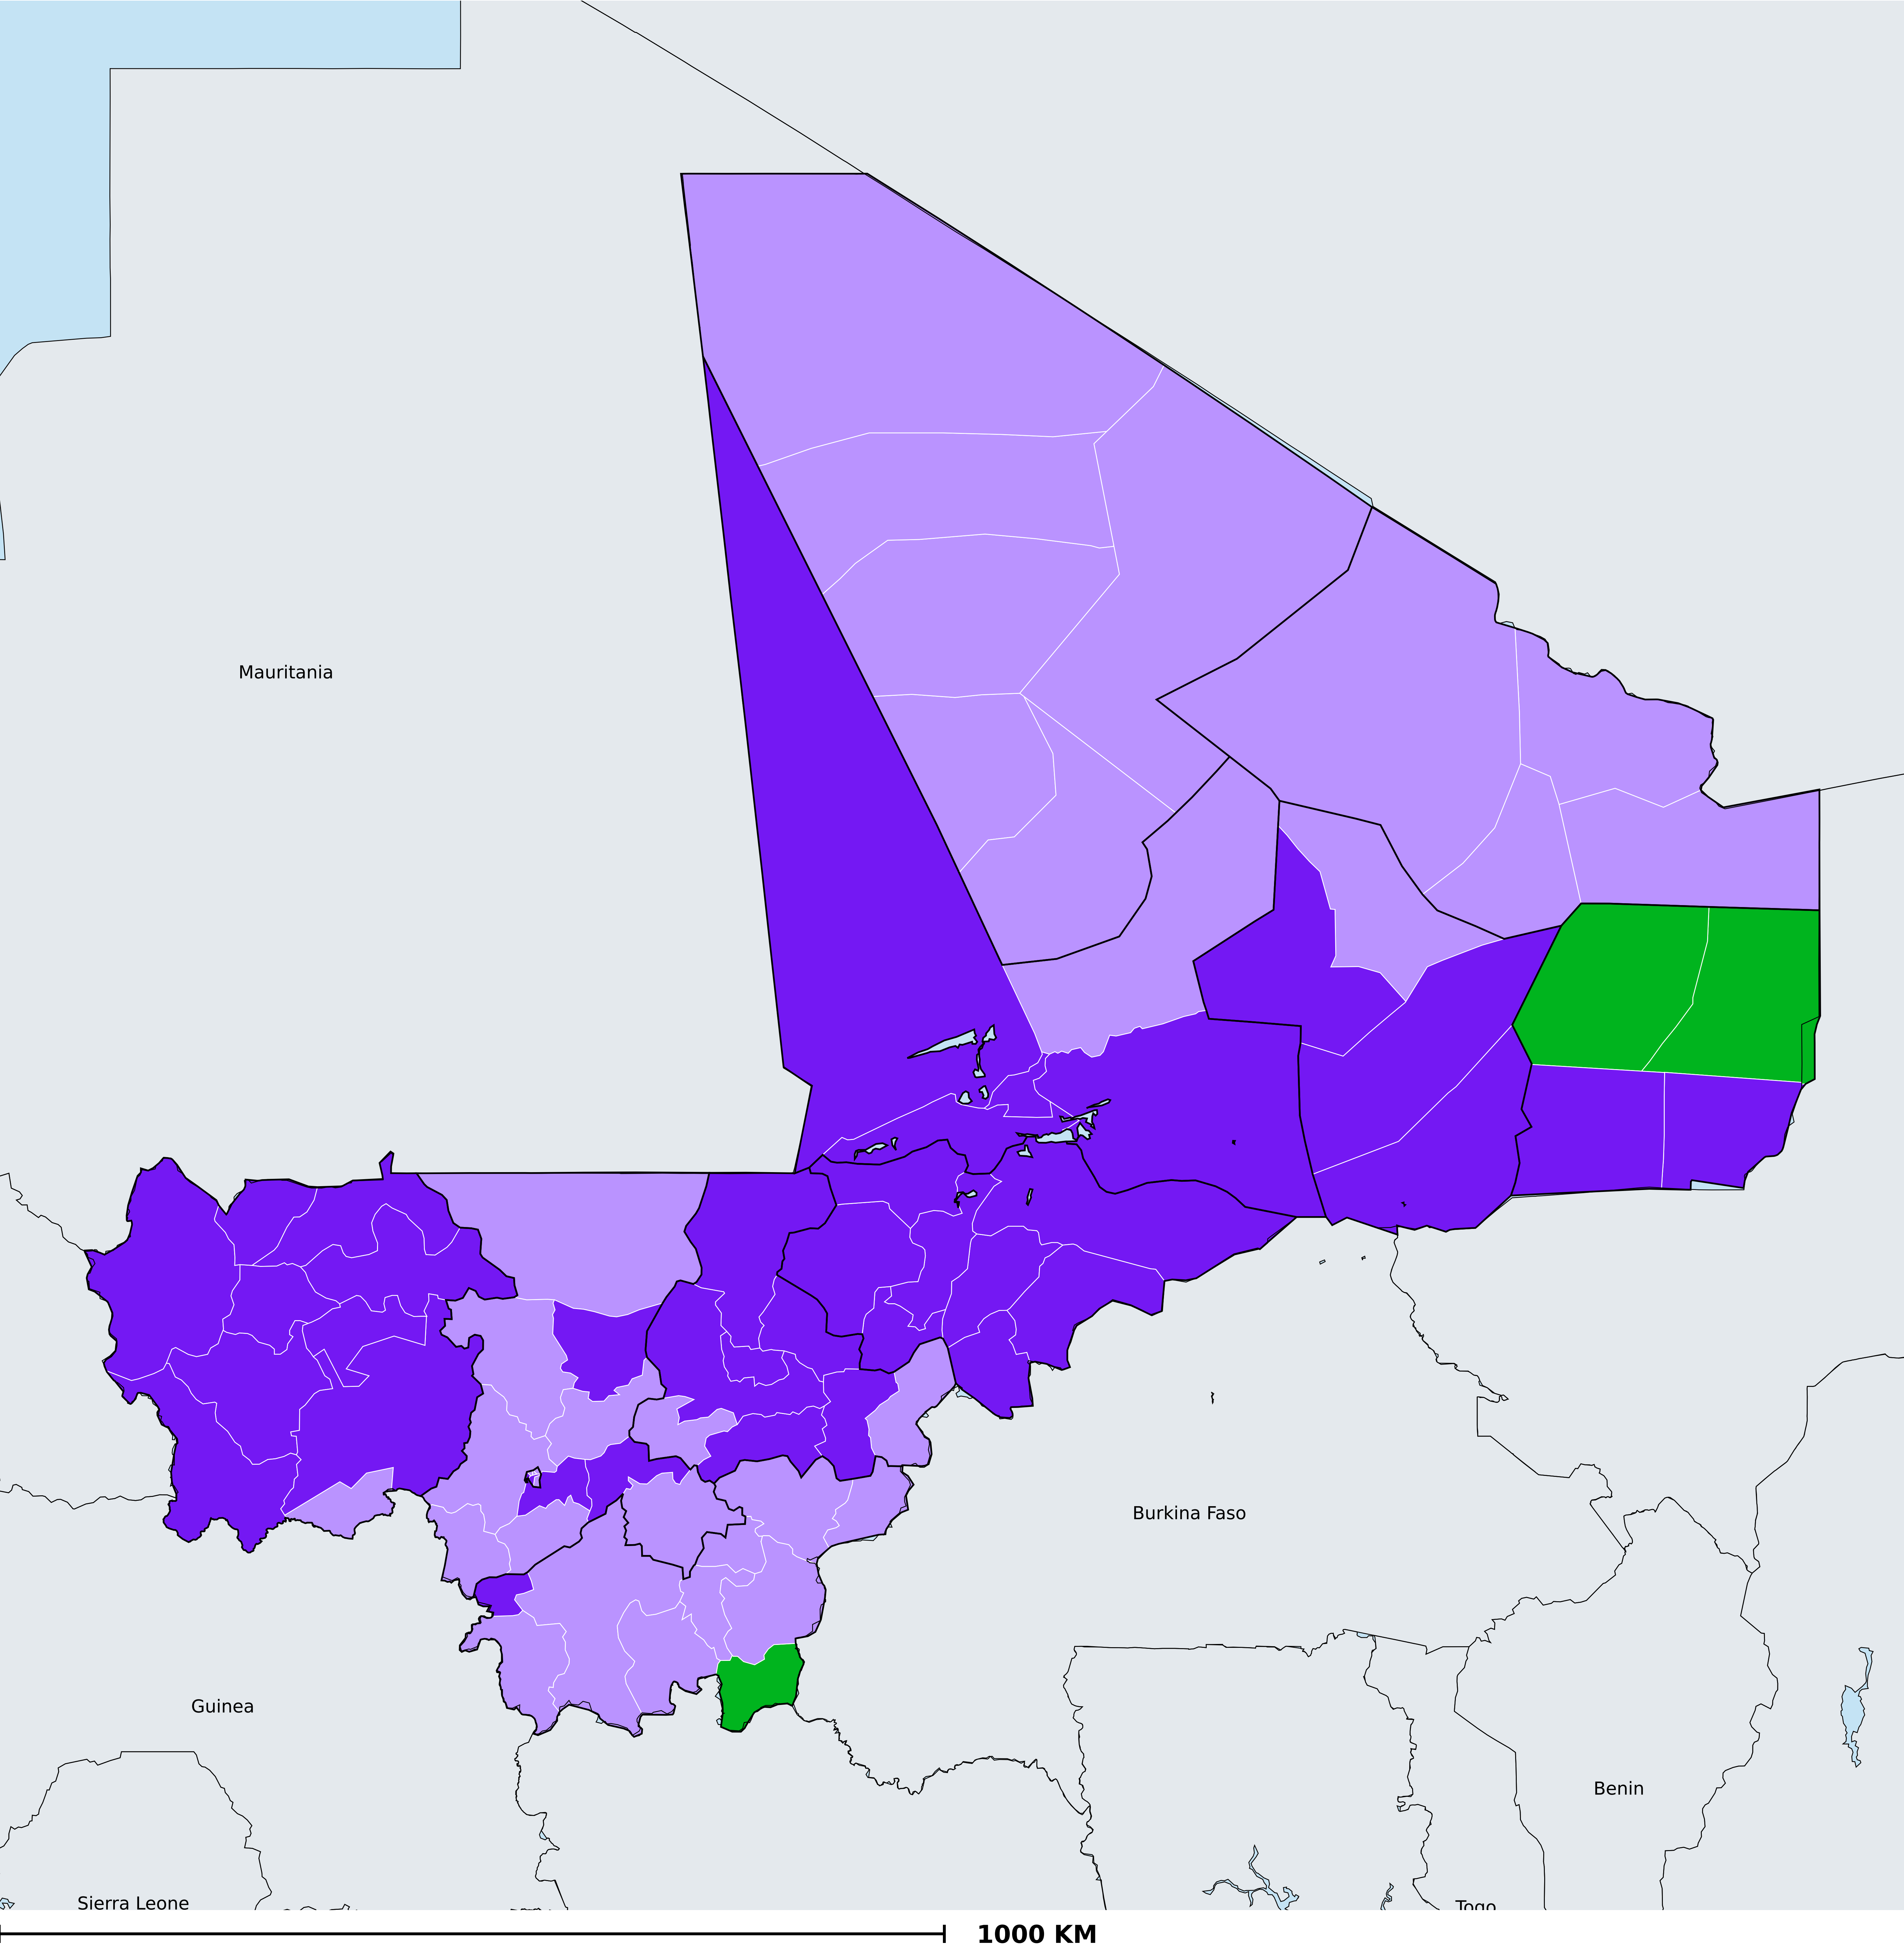 Mauritania
Burkina Faso
Guinea
Benin
Sierra Leone
Togo
1000 KM